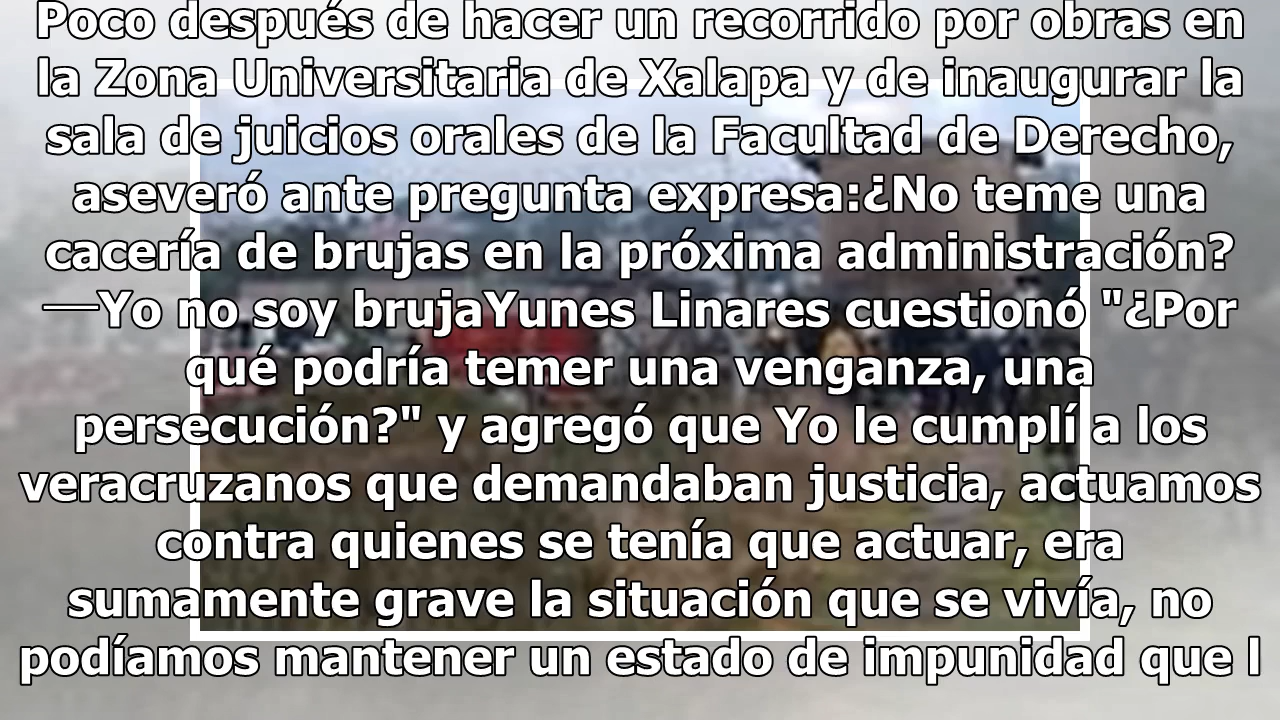 Poco después de hacer un recorrido por obras en
la Zona Universitaria de Xalapa y de inaugurar la
sala de juicios orales de la Facultad de Derecho,
aseveró ante pregunta expresa:¿No teme una
cacería de brujas en la próxima administración?
—Yo no soy brujaYunes Linares cuestionó "¿Por
qué podría temer una venganza, una
persecución?" y agregó que Yo le cumplí a los
veracruzanos que demandaban justicia, actuamos
contra quienes se tenía que actuar, era
sumamente grave la situación que se vivía, no
podíamos mantener un estado de impunidad que l